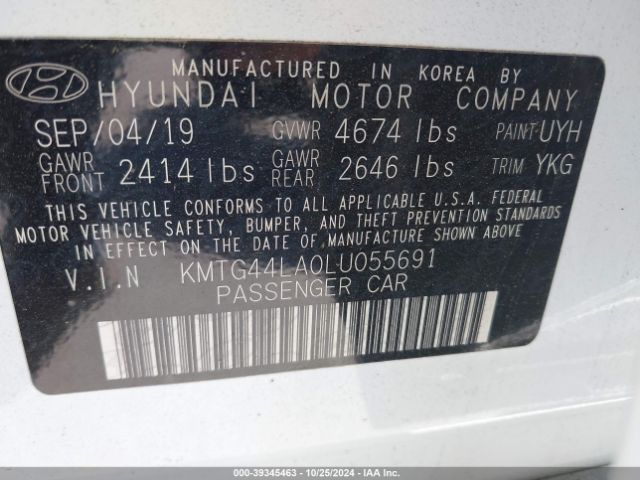 MANUFACTURED IN KOREA BY
HYUNDAI MOTOR COMPANY
SEP/04/19 GVWR 4674 lbs PAINT UYH
GAWR FRONT 2414 lbs GAWR REAR 2646 lbs TRIM YKG
THIS VEHICLE CONFORMS TO ALL APPLICABLE U.S.A. FEDERAL
MOTOR VEHICLE SAFETY, BUMPER, AND THEFT PREVENTION STANDARDS
IN EFFECT ON THE DATE OF MANUFACTURE SHOWN ABOVE
V.I.N KMTG44LA0LU055691
PASSENGER CAR
000-39345463 - 10/25/2024 - IAA Inc.